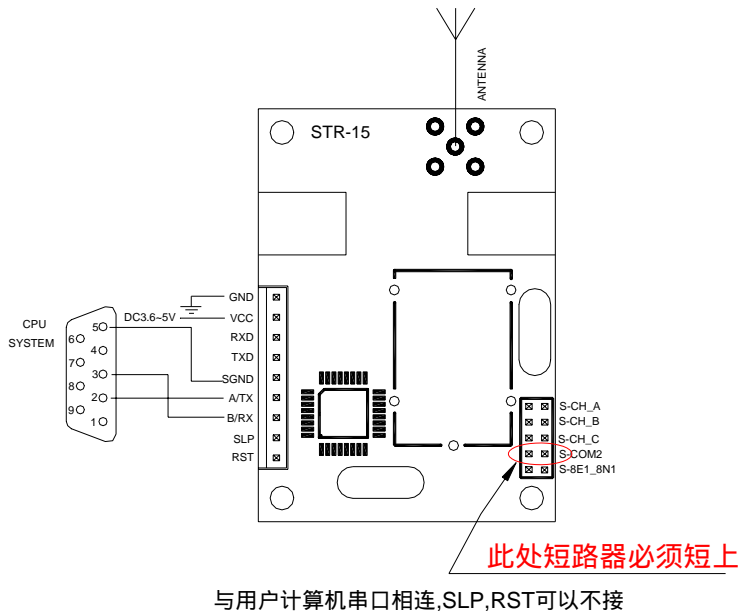 ANTENNA
STR-15
GND
DC3.6~5V
VCC
RXD
TXD
SGND
A/TX
B/RX
SLP
RST
CPU
SYSTEM
5
6
4
7
3
8
2
9
1
S-CH_A
S-CH_B
S-CH_C
S-COM2
S-8E1_8N1
此处短路器必须短上
与用户计算机串口相连,SLP,RST可以不接